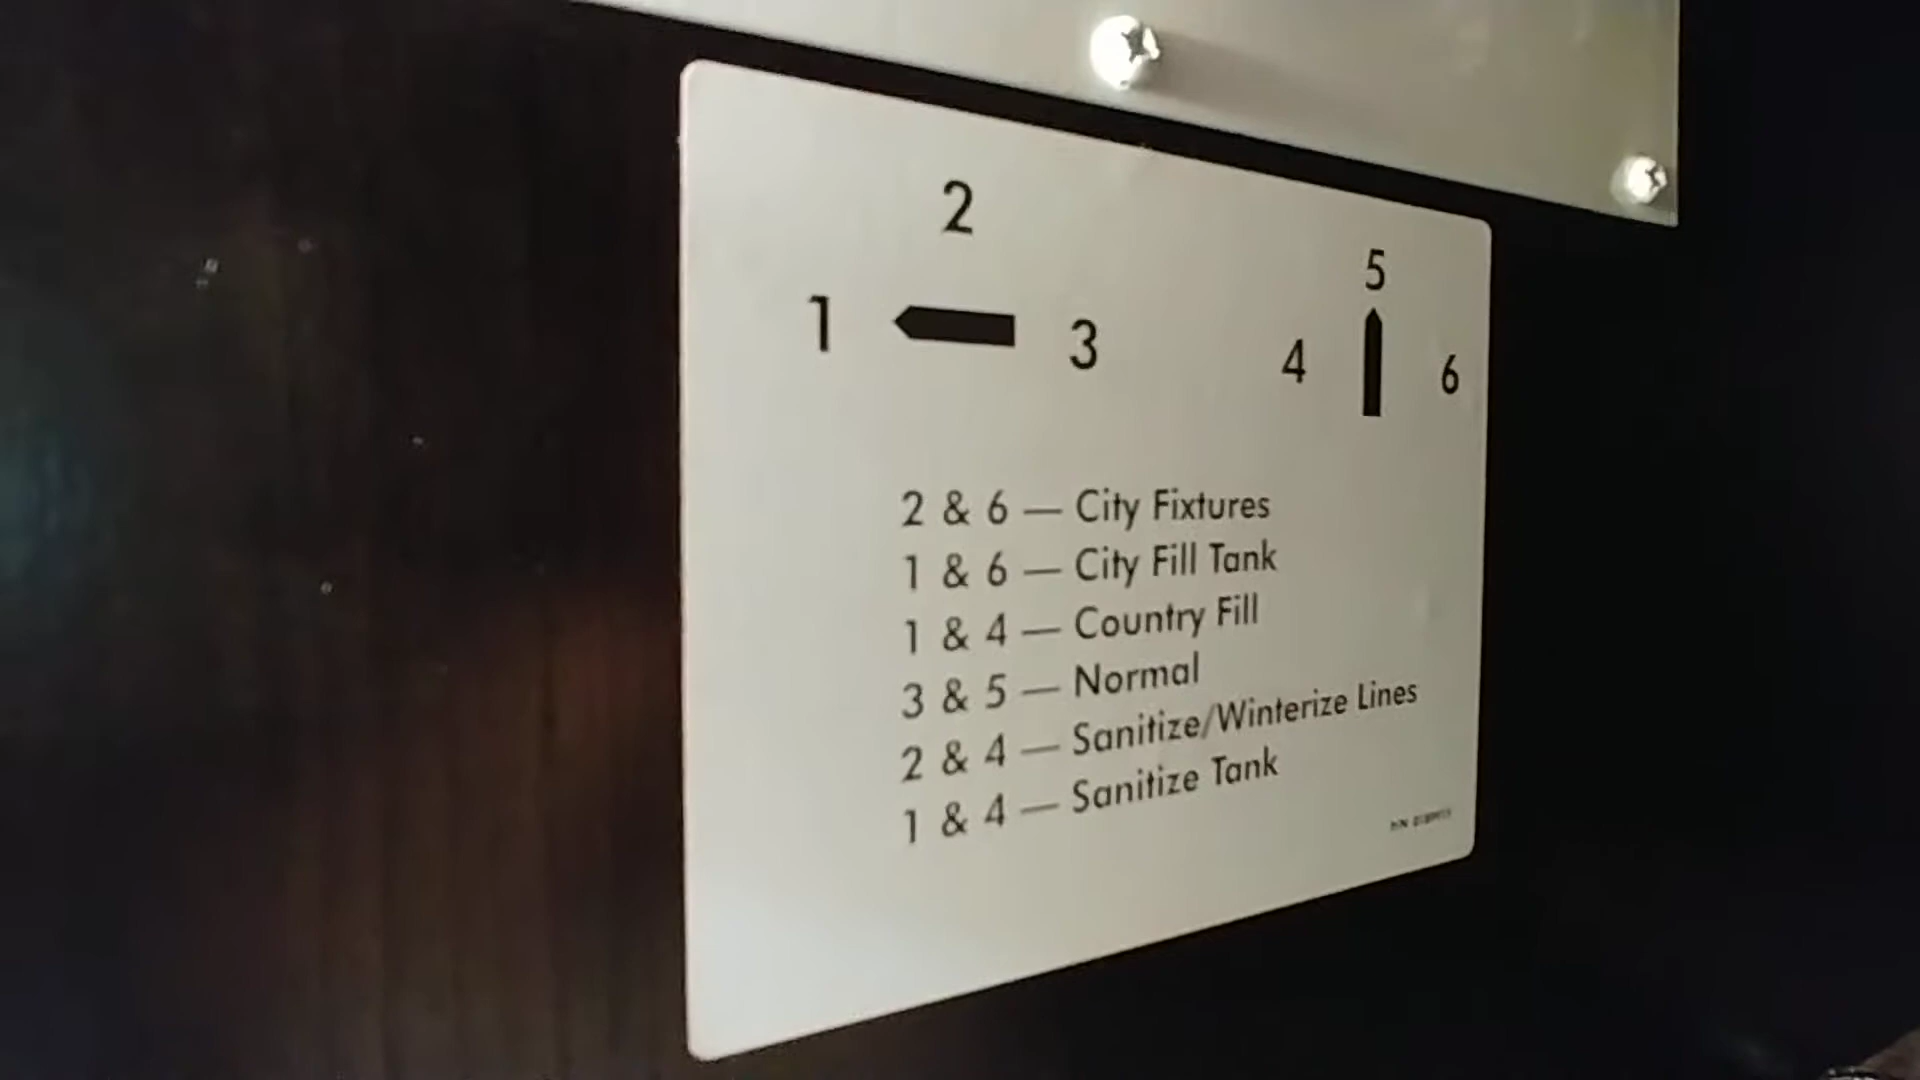 2
1 3
5
4 6
2 & 6 — City Fixtures
1 & 6 — City Fill Tank
1 & 4 — Country Fill
3 & 5 — Normal
2 & 4 — Sanitize/Winterize Lines
1 & 4 — Sanitize Tank